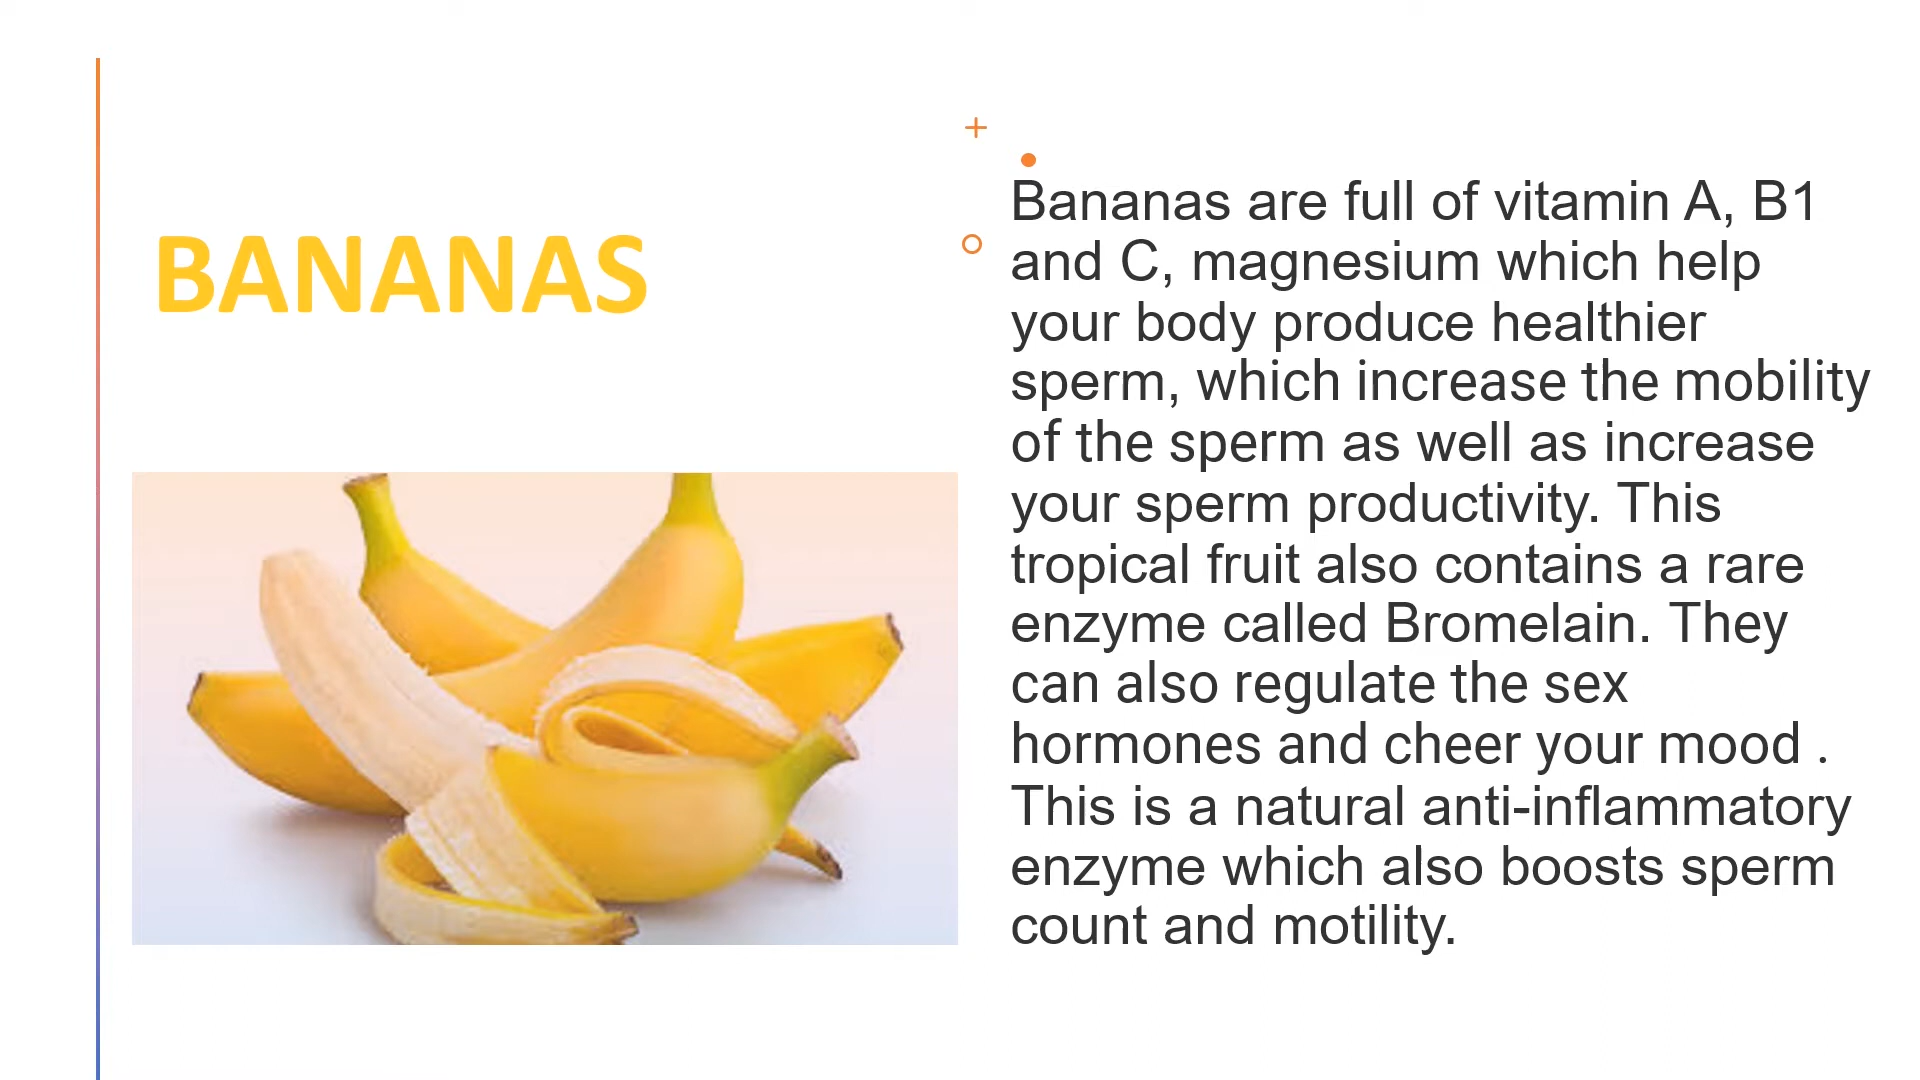 BANANAS
Bananas are full of vitamin A, B1
and C, magnesium which help
your body produce healthier
sperm, which increase the mobility
of the sperm as well as increase
your sperm productivity. This
tropical fruit also contains a rare
enzyme called Bromelain. They
can also regulate the sex
hormones and cheer your mood .
This is a natural anti-inflammatory
enzyme which also boosts sperm
count and motility.